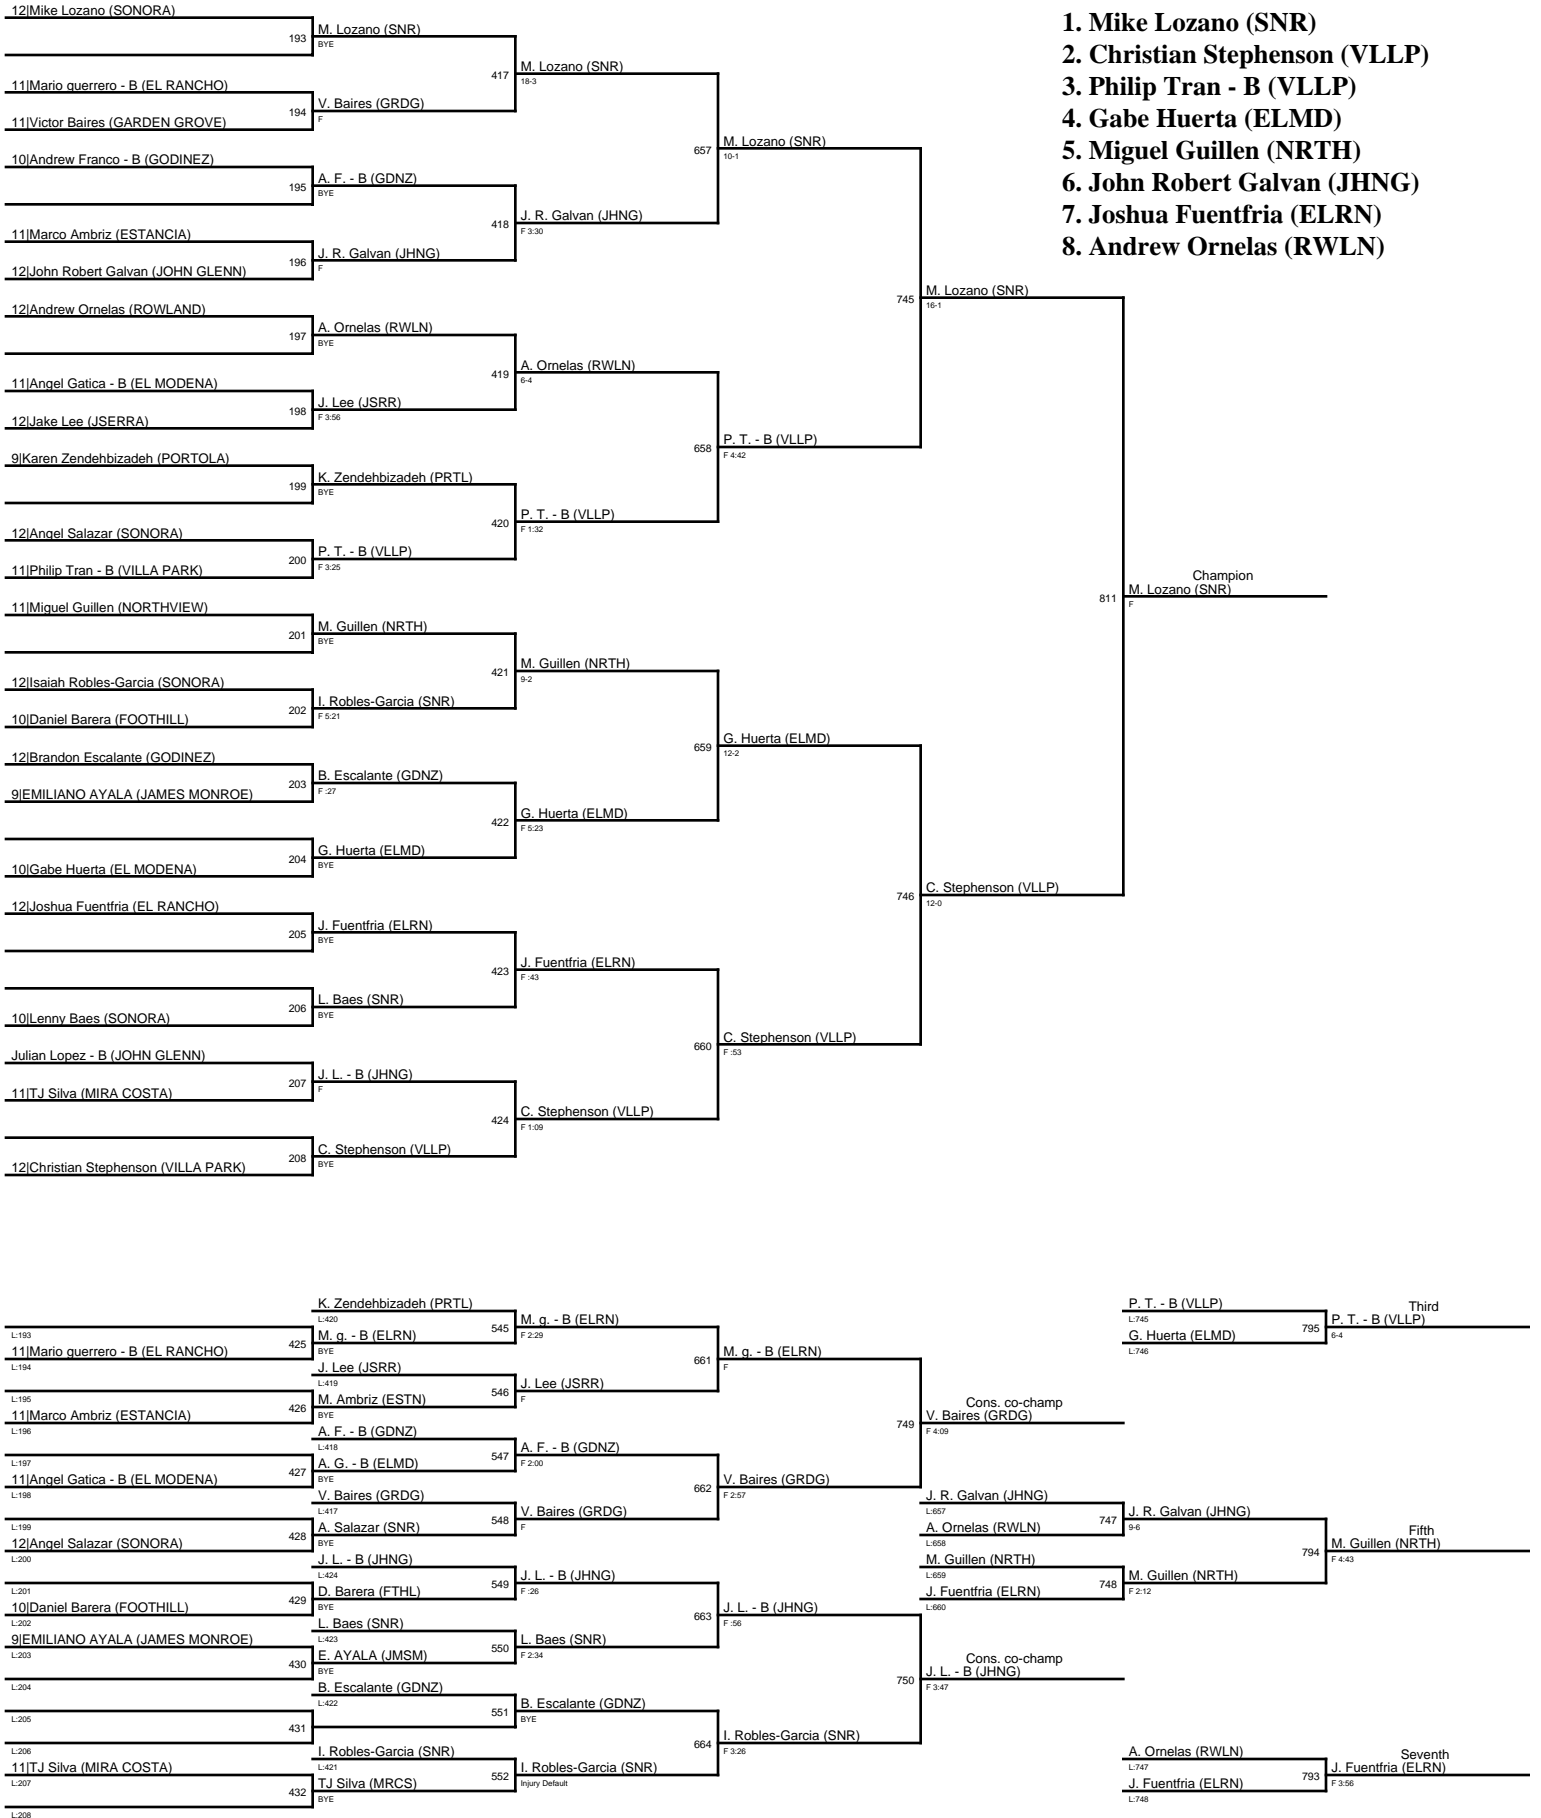 12|Mike Lozano (SONORA)
193
M. Lozano (SNR)
BYE
417
M. Lozano (SNR)
18-3
11|Mario guerrero - B (EL RANCHO)
194
V. Baires (GRDG)
F
11|Victor Baires (GARDEN GROVE)
657
M. Lozano (SNR)
10-1
10|Andrew Franco - B (GODINEZ)
195
A. F. - B (GDNZ)
BYE
418
J. R. Galvan (JHNG)
F 3:30
11|Marco Ambriz (ESTANCIA)
196
J. R. Galvan (JHNG)
F
12|John Robert Galvan (JOHN GLENN)
745
M. Lozano (SNR)
16-1
12|Andrew Ornelas (ROWLAND)
197
A. Ornelas (RWLN)
BYE
419
A. Ornelas (RWLN)
6-4
11|Angel Gatica - B (EL MODENA)
198
J. Lee (JSRR)
F 3:56
12|Jake Lee (JSERRA)
658
P. T. - B (VLLP)
F 4:42
9|Karen Zendehbizadeh (PORTOLA)
199
K. Zendehbizadeh (PRTL)
BYE
420
P. T. - B (VLLP)
F 1:32
12|Angel Salazar (SONORA)
200
P. T. - B (VLLP)
F 3:25
11|Philip Tran - B (VILLA PARK)
811
Champion
M. Lozano (SNR)
F
11|Miguel Guillen (NORTHVIEW)
201
M. Guillen (NRTH)
BYE
421
M. Guillen (NRTH)
9-2
12|Isaiah Robles-Garcia (SONORA)
202
I. Robles-Garcia (SNR)
F 5:21
10|Daniel Barera (FOOTHILL)
659
G. Huerta (ELMD)
12-2
12|Brandon Escalante (GODINEZ)
203
B. Escalante (GDNZ)
F :27
9|EMILIANO AYALA (JAMES MONROE)
422
G. Huerta (ELMD)
F 5:23
204
G. Huerta (ELMD)
BYE
10|Gabe Huerta (EL MODENA)
746
C. Stephenson (VLLP)
12-0
12|Joshua Fuentfria (EL RANCHO)
205
J. Fuentfria (ELRN)
BYE
423
J. Fuentfria (ELRN)
F :43
206
L. Baes (SNR)
BYE
10|Lenny Baes (SONORA)
660
C. Stephenson (VLLP)
F :53
Julian Lopez - B (JOHN GLENN)
207
J. L. - B (JHNG)
F
11|TJ Silva (MIRA COSTA)
424
C. Stephenson (VLLP)
F 1:09
208
C. Stephenson (VLLP)
BYE
12|Christian Stephenson (VILLA PARK)
1. Mike Lozano (SNR)
2. Christian Stephenson (VLLP)
3. Philip Tran - B (VLLP)
4. Gabe Huerta (ELMD)
5. Miguel Guillen (NRTH)
6. John Robert Galvan (JHNG)
7. Joshua Fuentfria (ELRN)
8. Andrew Ornelas (RWLN)
L:193
11|Mario guerrero - B (EL RANCHO)
L:194
425
K. Zendehbizadeh (PRTL)
L:420
M. g. - B (ELRN)
BYE
545
M. g. - B (ELRN)
F 2:29
L:195
11|Marco Ambriz (ESTANCIA)
L:196
426
J. Lee (JSRR)
L:419
M. Ambriz (ESTN)
BYE
546
J. Lee (JSRR)
F
661
M. g. - B (ELRN)
F
L:197
11|Angel Gatica - B (EL MODENA)
L:198
427
A. F. - B (GDNZ)
L:418
A. G. - B (ELMD)
BYE
547
A. F. - B (GDNZ)
F 2:00
L:199
12|Angel Salazar (SONORA)
L:200
428
V. Baires (GRDG)
L:417
A. Salazar (SNR)
BYE
548
V. Baires (GRDG)
F
662
V. Baires (GRDG)
F 2:57
749
Cons. co-champ
V. Baires (GRDG)
F 4:09
L:201
10|Daniel Barera (FOOTHILL)
L:202
429
J. L. - B (JHNG)
L:424
D. Barera (FTHL)
BYE
549
J. L. - B (JHNG)
F :26
9|EMILIANO AYALA (JAMES MONROE)
L:203
L:204
430
L. Baes (SNR)
L:423
E. AYALA (JMSM)
BYE
550
L. Baes (SNR)
F 2:34
663
J. L. - B (JHNG)
F :56
L:205
L:206
431
B. Escalante (GDNZ)
L:422
551
B. Escalante (GDNZ)
BYE
11|TJ Silva (MIRA COSTA)
L:207
L:208
432
I. Robles-Garcia (SNR)
L:421
TJ Silva (MRCS)
BYE
552
I. Robles-Garcia (SNR)
Injury Default
664
I. Robles-Garcia (SNR)
F 3:26
750
Cons. co-champ
J. L. - B (JHNG)
F 3:47
P. T. - B (VLLP)
L:745
G. Huerta (ELMD)
L:746
795
Third
P. T. - B (VLLP)
6-4
J. R. Galvan (JHNG)
L:657
A. Ornelas (RWLN)
L:658
747
J. R. Galvan (JHNG)
9-6
M. Guillen (NRTH)
L:659
J. Fuentfria (ELRN)
L:660
748
M. Guillen (NRTH)
F 2:12
794
Fifth
M. Guillen (NRTH)
F 4:43
A. Ornelas (RWLN)
L:747
J. Fuentfria (ELRN)
L:748
793
Seventh
J. Fuentfria (ELRN)
F 3:56